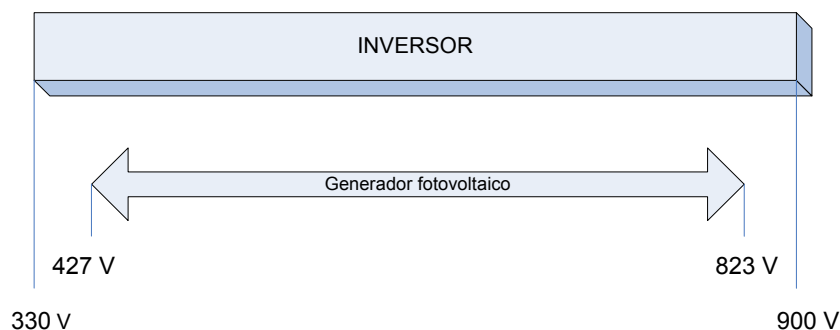 INVERSOR
Generador fotovoltaico
427 V 823 V
330 V 900 V